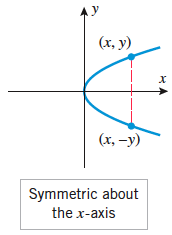 y
(x, y)
x
(x, –y)
Symmetric about
the x-axis